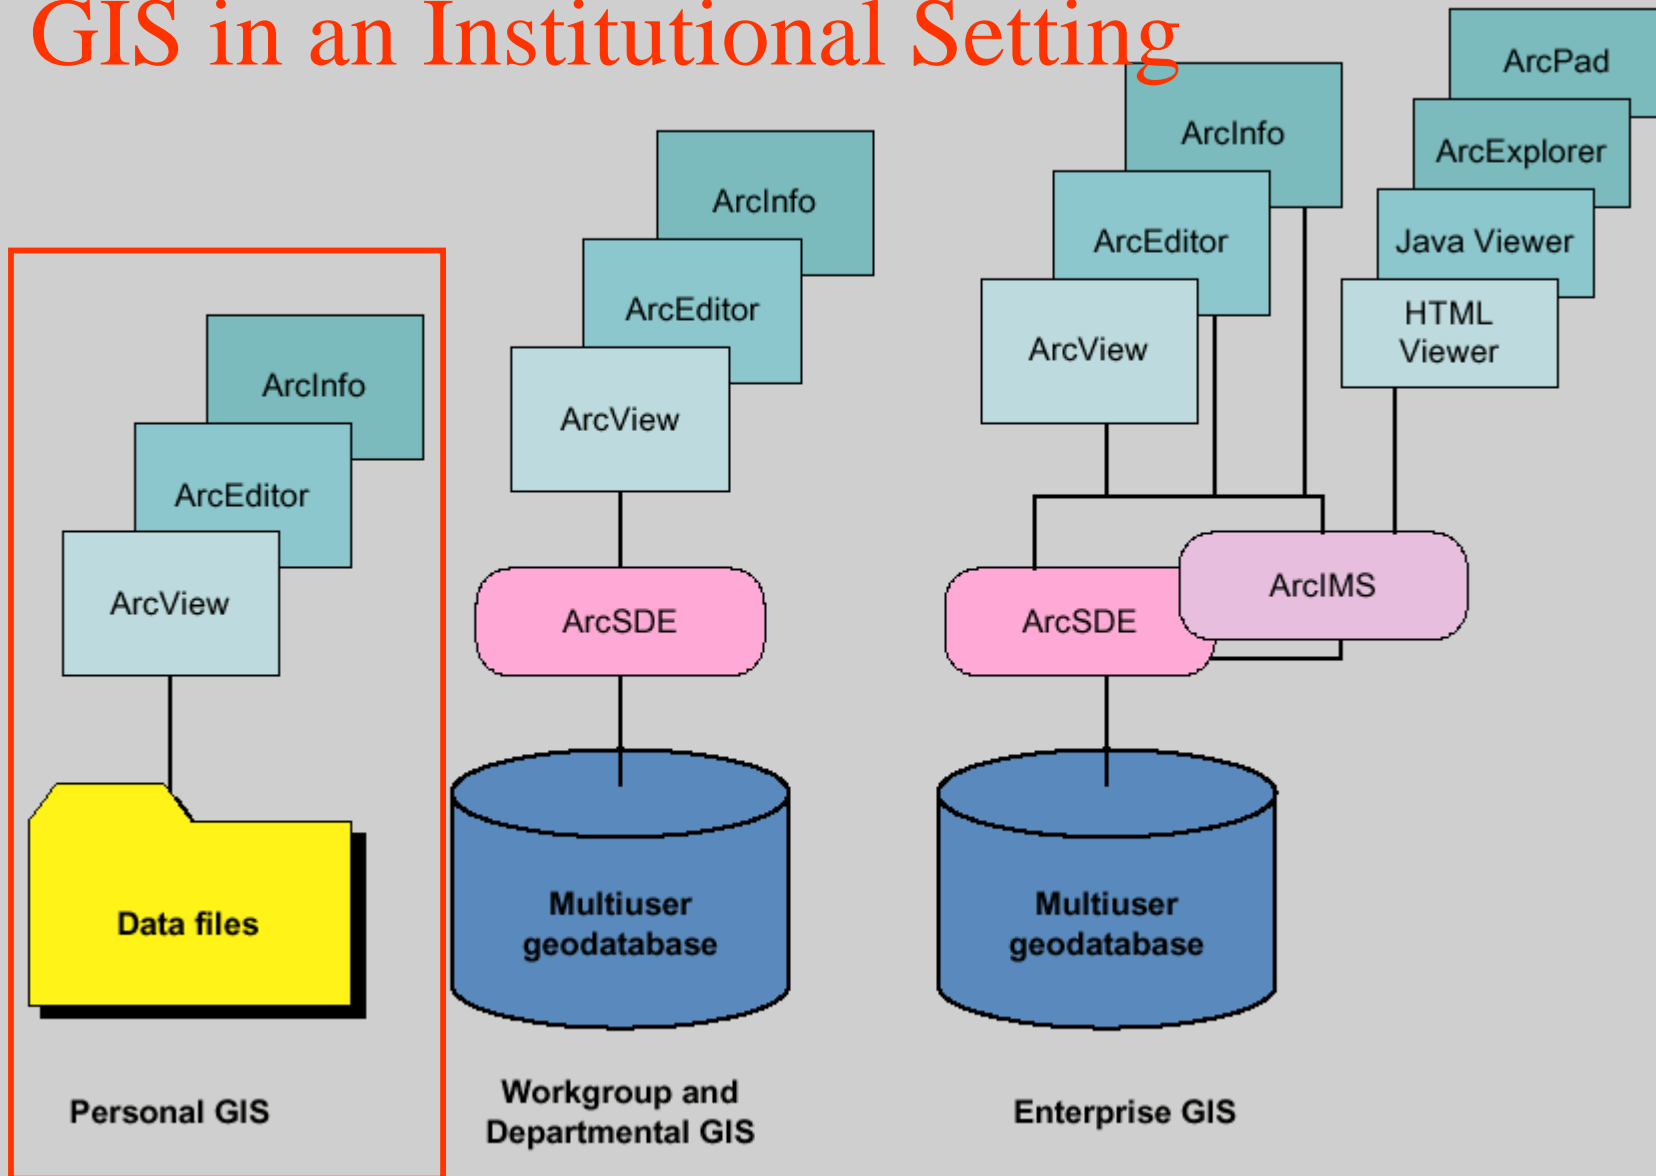 GIS in an Institutional Setting
ArcInfo
ArcEditor
ArcView
Data files
Personal GIS
ArcInfo
ArcEditor
ArcView
ArcSDE
Multiuser
geodatabase
Workgroup and
Departmental GIS
ArcInfo
ArcEditor
ArcView
ArcPad
ArcExplorer
Java Viewer
HTML
Viewer
ArcIMS
ArcSDE
Multiuser
geodatabase
Enterprise GIS